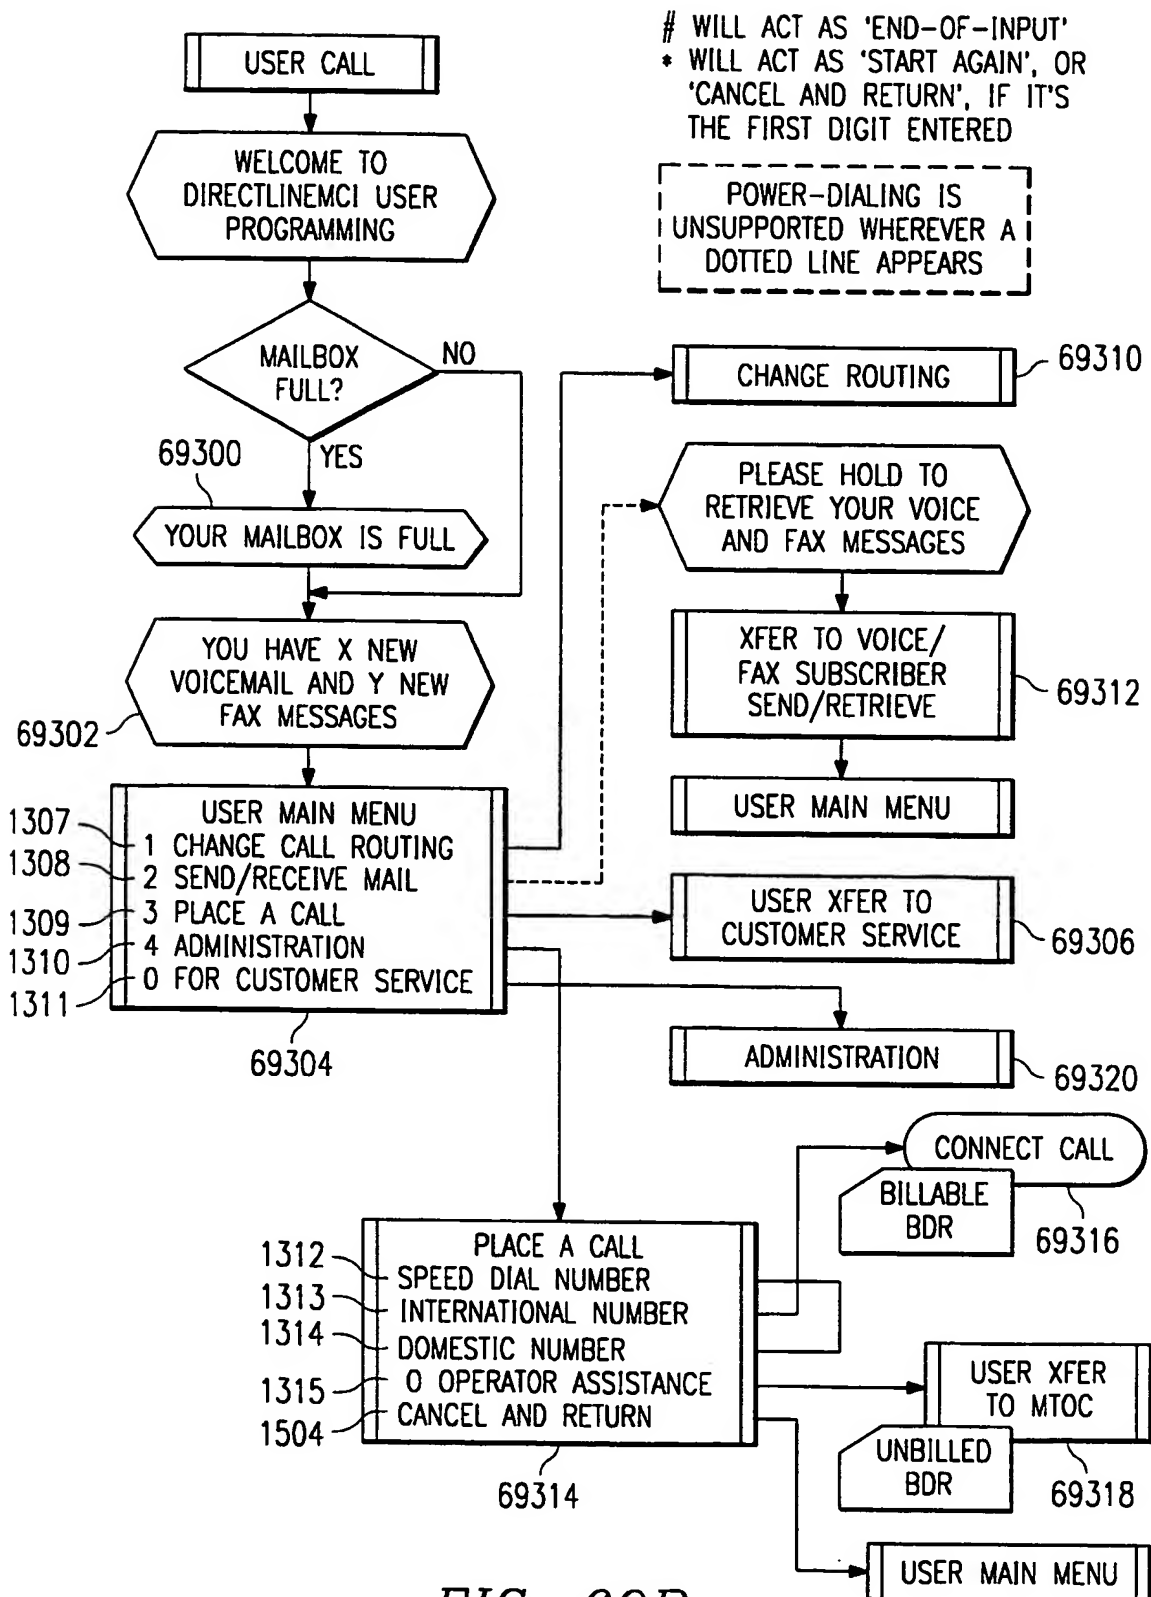 # WILL ACT AS 'END-OF-INPUT'
* WILL ACT AS 'START AGAIN', OR
'CANCEL AND RETURN', IF IT'S
THE FIRST DIGIT ENTERED
POWER-DIALING IS
UNSUPPORTED WHEREVER A
DOTTED LINE APPEARS
USER CALL
WELCOME TO
DIRECTLINEMCI USER
PROGRAMMING
MAILBOX
FULL?
NO
YES
69300
YOUR MAILBOX IS FULL
YOU HAVE X NEW
VOICEMAIL AND Y NEW
FAX MESSAGES
69302
USER MAIN MENU
1307
1 CHANGE CALL ROUTING
1308
2 SEND/RECEIVE MAIL
1309
3 PLACE A CALL
1310
4 ADMINISTRATION
1311
0 FOR CUSTOMER SERVICE
69304
CHANGE ROUTING
69310
PLEASE HOLD TO
RETRIEVE YOUR VOICE
AND FAX MESSAGES
XFER TO VOICE/
FAX SUBSCRIBER
SEND/RETRIEVE
69312
USER MAIN MENU
USER XFER TO
CUSTOMER SERVICE
69306
ADMINISTRATION
69320
CONNECT CALL
BILLABLE
BDR
69316
PLACE A CALL
1312
SPEED DIAL NUMBER
1313
INTERNATIONAL NUMBER
1314
DOMESTIC NUMBER
1315
0 OPERATOR ASSISTANCE
1504
CANCEL AND RETURN
69314
USER XFER
TO MTOC
UNBILLED
BDR
69318
USER MAIN MENU